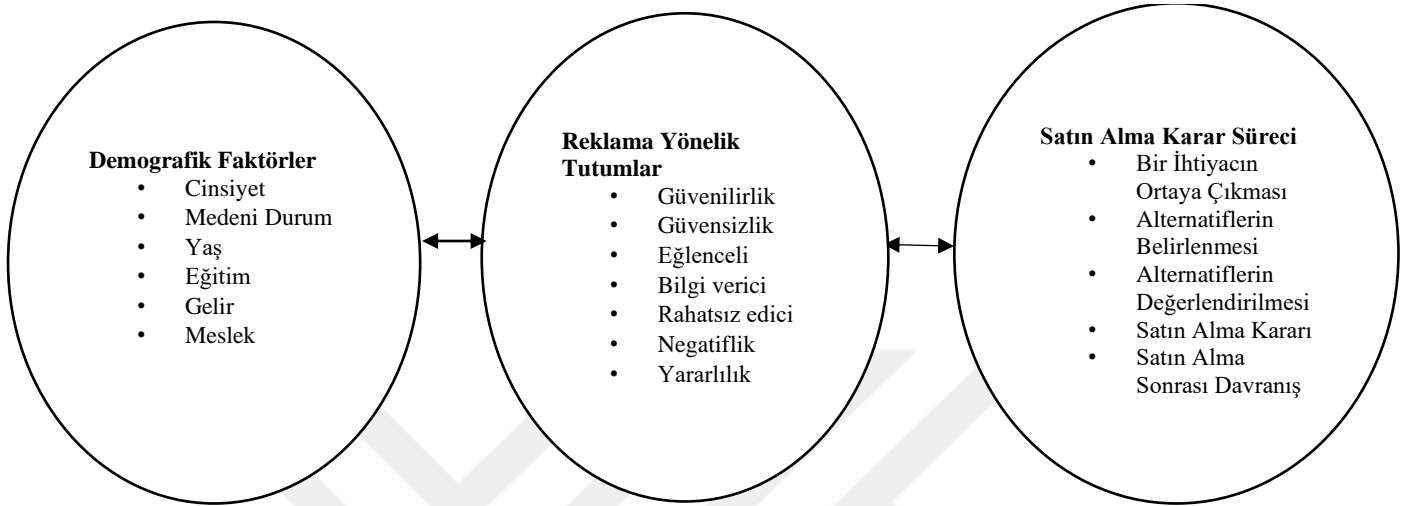 Demografik Faktörler
• Cinsiyet
• Medeni Durum
• Yaş
• Eğitim
• Gelir
• Meslek
Reklama Yönelik
Tutumlar
• Güvenilirlik
• Güvensizlik
• Eğlenceli
• Bilgi verici
• Rahatsız edici
• Negatiflik
• Yararlılık
Satın Alma Karar Süreci
• Bir İhtiyacın
Ortaya Çıkması
• Alternatiflerin
Belirlenmesi
• Alternatiflerin
Değerlendirilmesi
• Satın Alma Kararı
• Satın Alma
Sonrası Davranış